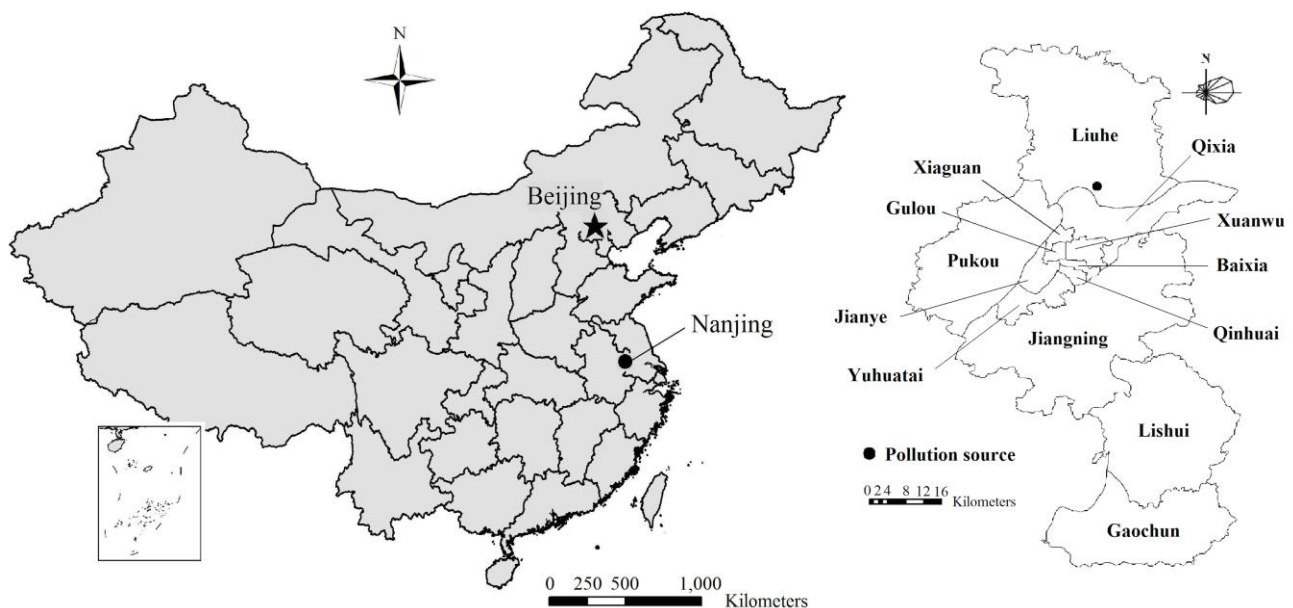 N
Beijing
Nanjing
0 250 500 1,000
Kilometers
N
Liuhe
Qixia
Xiaguan
Gulou
Xuanwu
Pukou
Baixia
Jianye
Qinhuai
Jiangning
Yuhuatai
Lishui
Pollution source
0 2 4 8 12 16
Kilometers
Gaochun